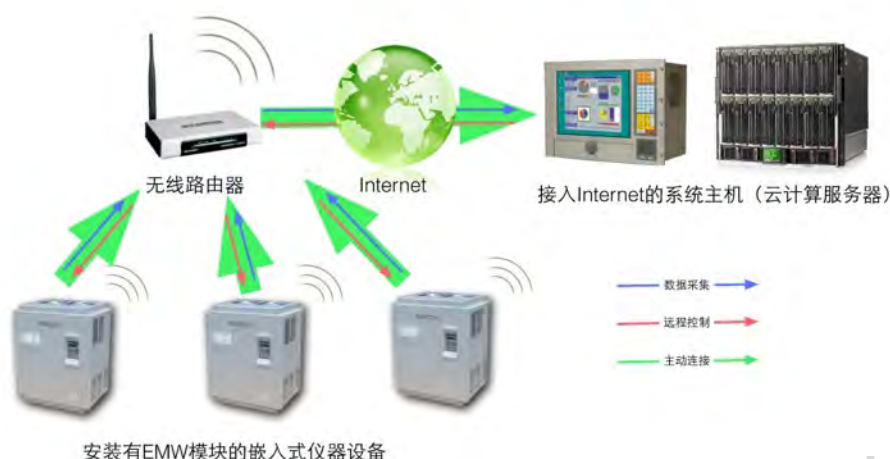 无线路由器
Internet
接入Internet的系统主机（云计算服务器）
数据采集
远程控制
主动连接
安装有EMW模块的嵌入式仪器设备